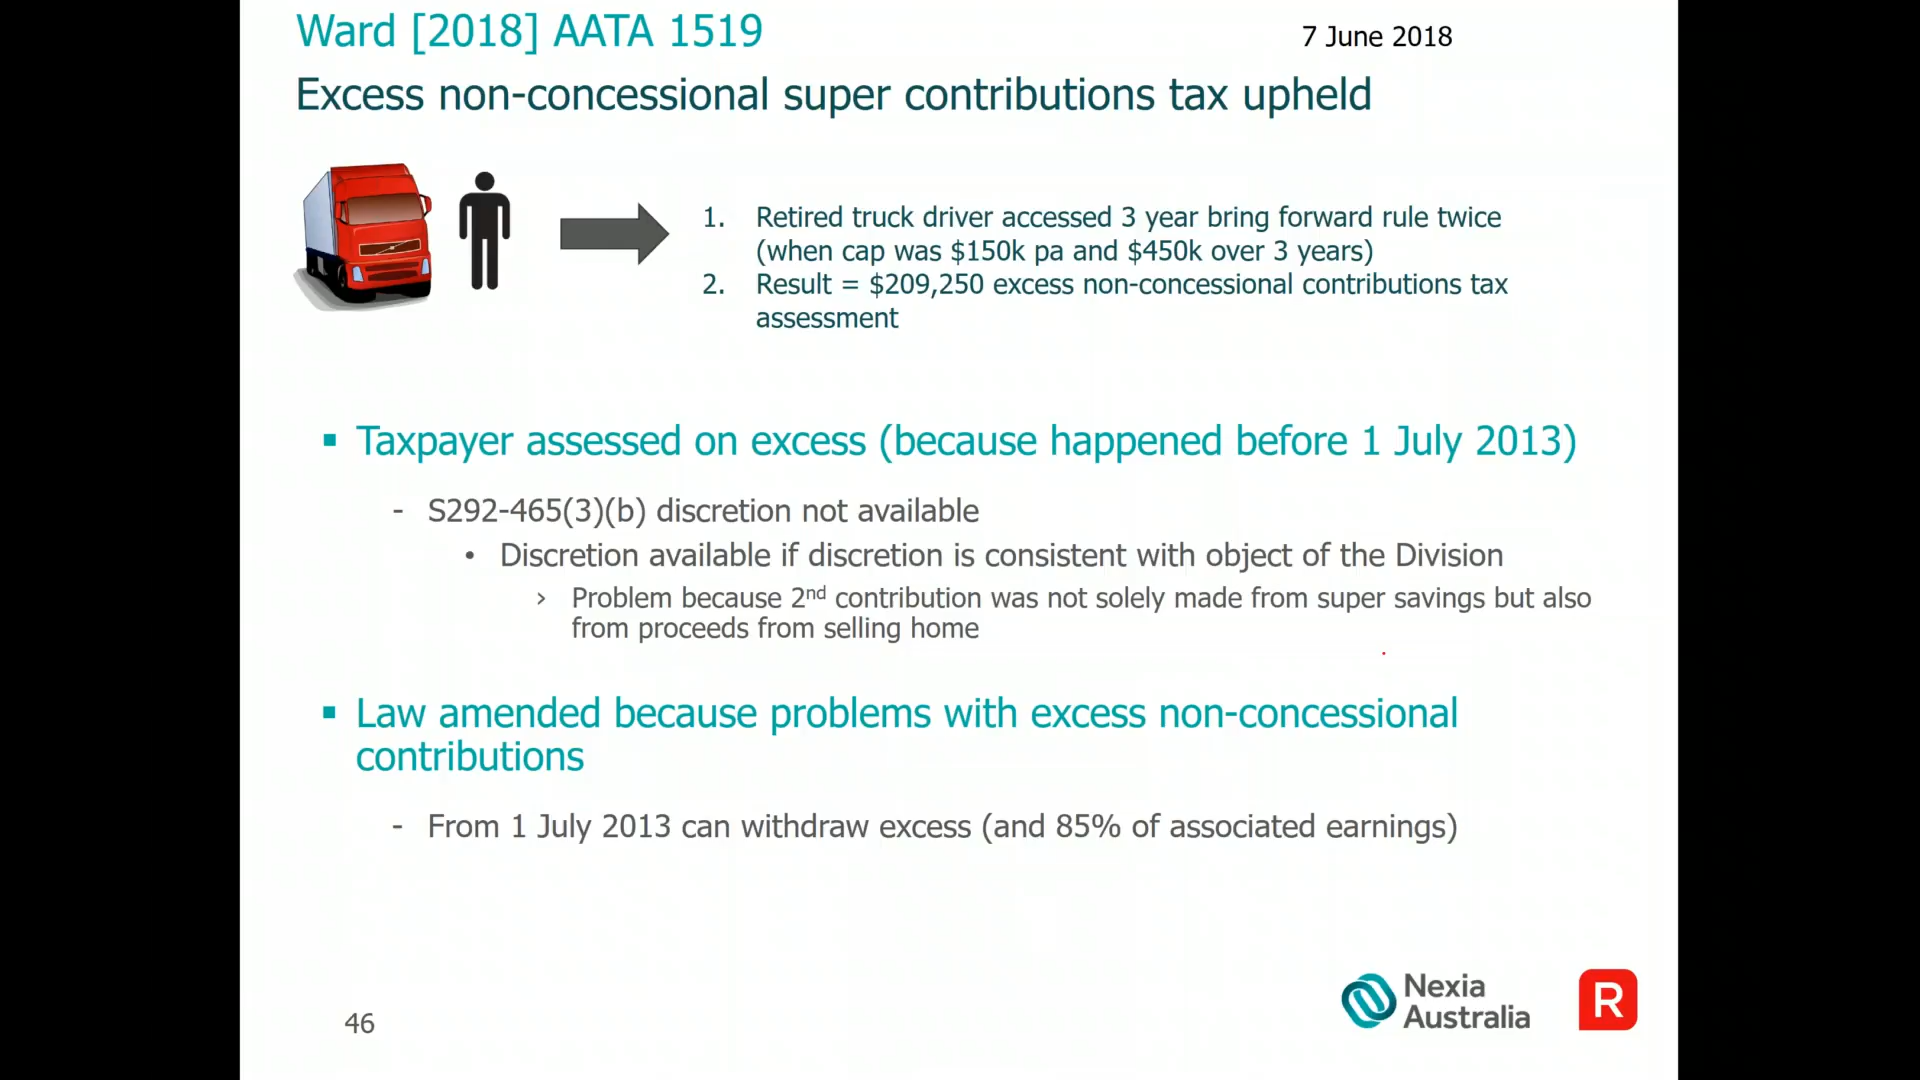 Ward [2018] AATA 1519
7 June 2018
Excess non-concessional super contributions tax upheld
1. Retired truck driver accessed 3 year bring forward rule twice
(when cap was $150k pa and $450k over 3 years)
2. Result = $209,250 excess non-concessional contributions tax
assessment
▪ Taxpayer assessed on excess (because happened before 1 July 2013)
- S292-465(3)(b) discretion not available
• Discretion available if discretion is consistent with object of the Division
› Problem because 2nd contribution was not solely made from super savings but also
from proceeds from selling home
▪ Law amended because problems with excess non-concessional
contributions
- From 1 July 2013 can withdraw excess (and 85% of associated earnings)
46
Nexia
Australia
R